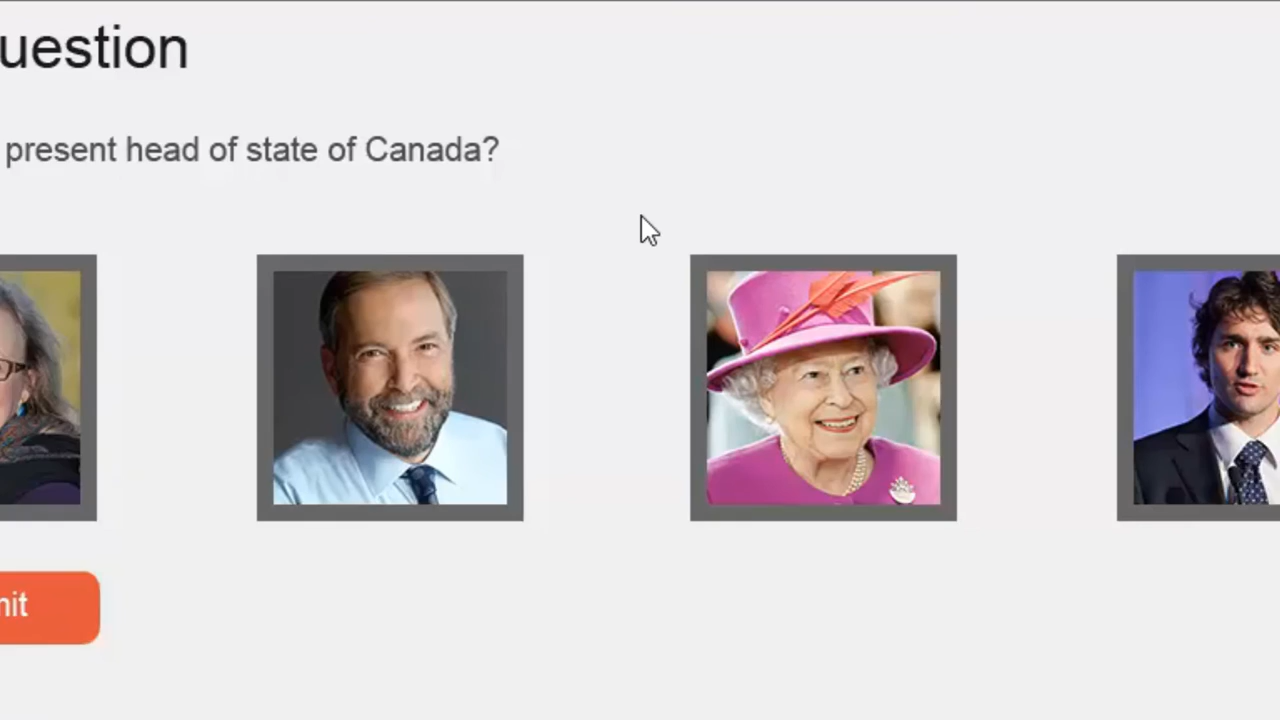 uestion
present head of state of Canada?
nit